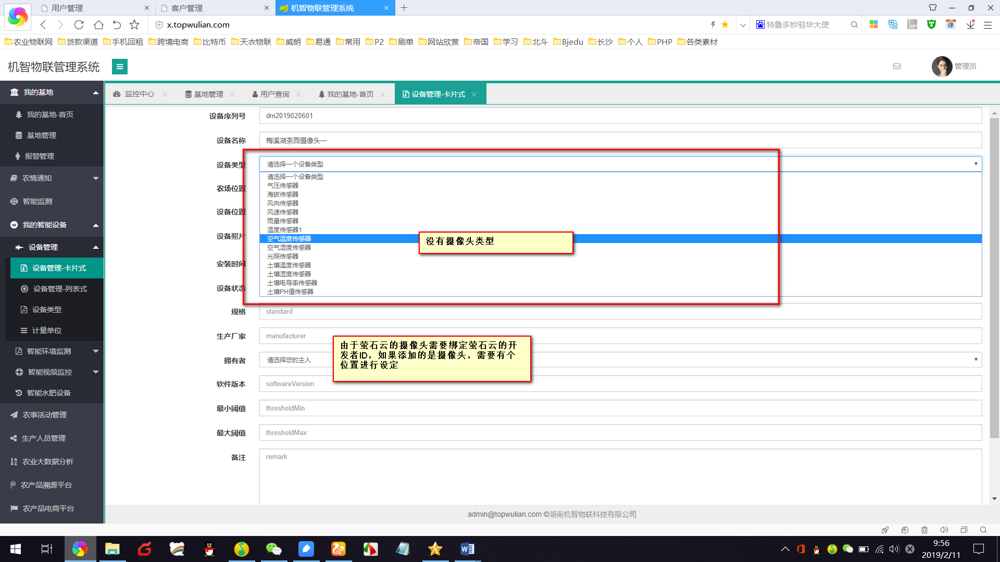 用户管理
客户管理
机智物联管理系统
x.topwulian.com
特鲁多炒驻华大使
农业物联网
贷款渠道
手机回租
跨境电商
比特币
天衣物联
威朗
易通
常用
P2
刷单
网站欣赏
帝国
学习
北斗
Bjedu
长沙
个人
PHP
各类素材
机智物联管理系统
管理员
我的基地
我的基地-首页
基地管理
报警管理
农情通知
智能监测
我的智能设备
设备管理
设备管理-卡片式
设备管理-列表式
设备类型
计量单位
智能环境监测
智能视频监控
智能水肥设备
农事活动管理
生产人员管理
农业大数据分析
农产品溯源平台
农产品电商平台
监控中心
基地管理
用户查询
我的基地-首页
设备管理-卡片式
设备序列号
dm2019020601
设备名称
梅溪湖茶园摄像头一
设备类型
请选择一个设备类型
请选择一个设备类型
气压传感器
海拔传感器
风向传感器
风速传感器
雨量传感器
温度传感器1
空气温度传感器
空气湿度传感器
光照传感器
土壤温度传感器
土壤湿度传感器
土壤电导率传感器
土壤PH值传感器
没有摄像头类型
农场位置
设备位置
设备照片
安装时间
设备状态
规格
standard
生产厂家
manufacturer
由于萤石云的摄像头需要绑定萤石云的开
发者ID，如果添加的是摄像头，需要有个
位置进行设定
拥有者
请选择您的主人
软件版本
softwareVersion
最小阈值
thresholdMin
最大阈值
thresholdMax
备注
remark
admin@topwulian.com ©湖南机智物联科技有限公司
9:56
2019/2/11